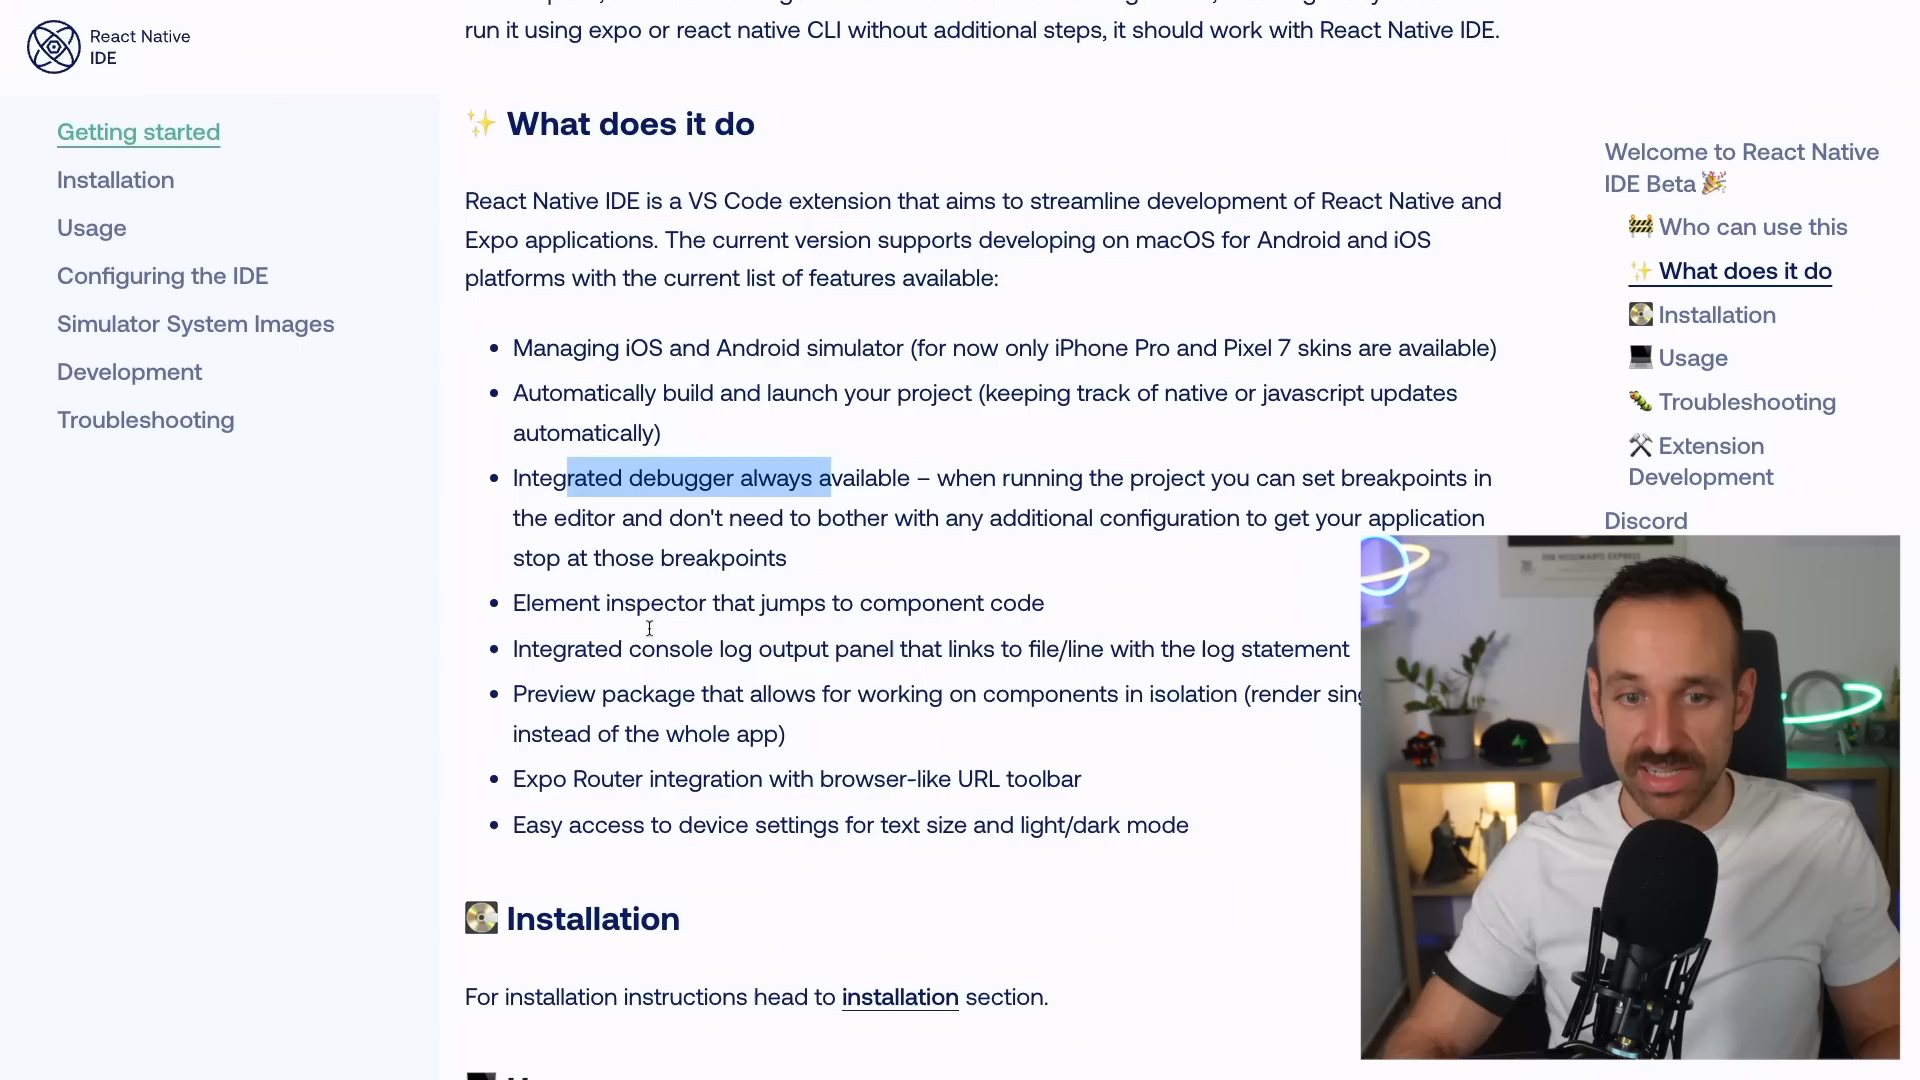 React Native
IDE
run it using expo or react native CLI without additional steps, it should work with React Native IDE.
Getting started
Installation
Usage
Configuring the IDE
Simulator System Images
Development
Troubleshooting
✨ What does it do
React Native IDE is a VS Code extension that aims to streamline development of React Native and
Expo applications. The current version supports developing on macOS for Android and iOS
platforms with the current list of features available:
• Managing iOS and Android simulator (for now only iPhone Pro and Pixel 7 skins are available)
• Automatically build and launch your project (keeping track of native or javascript updates
automatically)
• Integrated debugger always available – when running the project you can set breakpoints in
the editor and don't need to bother with any additional configuration to get your application
stop at those breakpoints
• Element inspector that jumps to component code
• Integrated console log output panel that links to file/line with the log statement
• Preview package that allows for working on components in isolation (render
instead of the whole app)
• Expo Router integration with browser-like URL toolbar
• Easy access to device settings for text size and light/dark mode
💽 Installation
For installation instructions head to installation section.
Welcome to React Native
IDE Beta 🎉
🚧 Who can use this
✨ What does it do
💽 Installation
💻 Usage
🐛 Troubleshooting
⚒️ Extension
Development
Discord
THE HOGWARTS EXPRESS